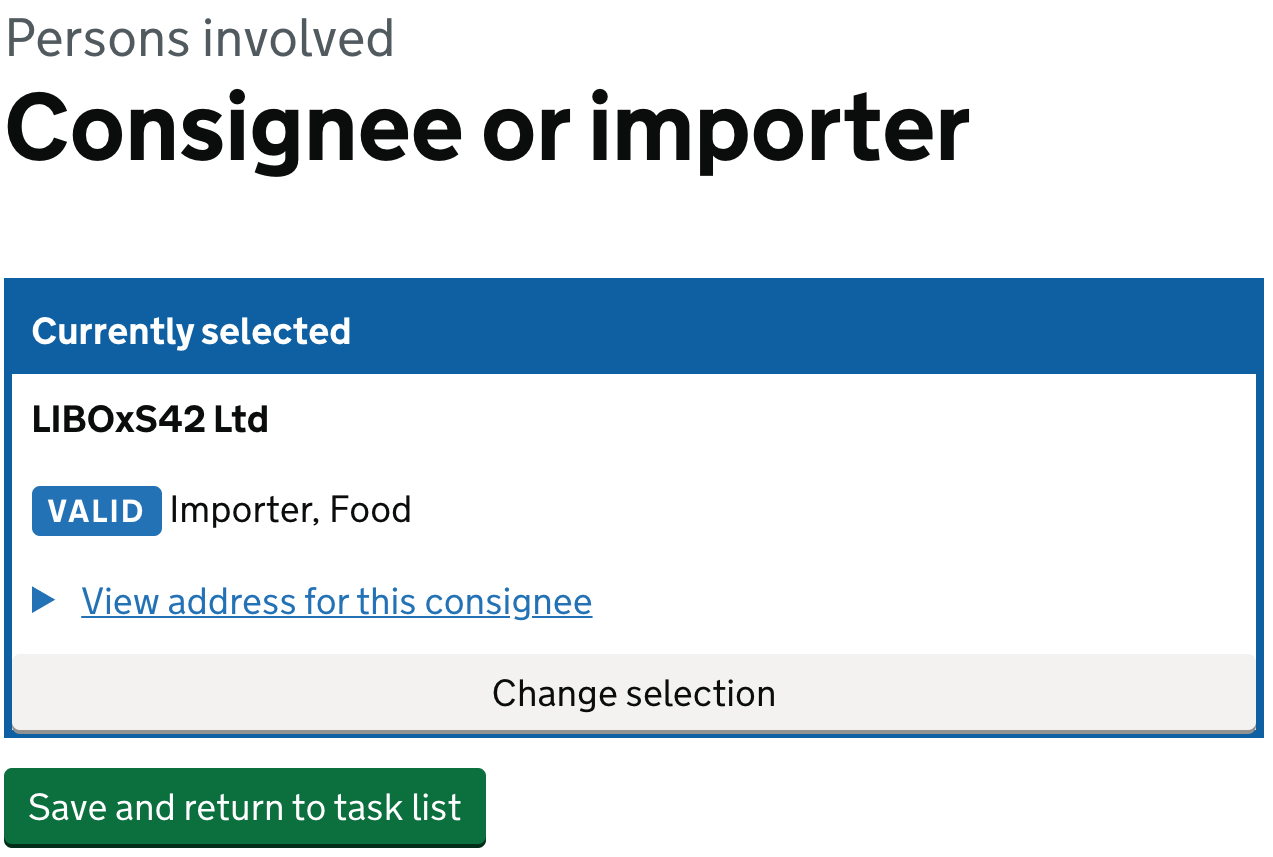 Persons involved
Consignee or importer
Currently selected
LIBOxS42 Ltd
VALID Importer, Food
View address for this consignee
Change selection
Save and return to task list